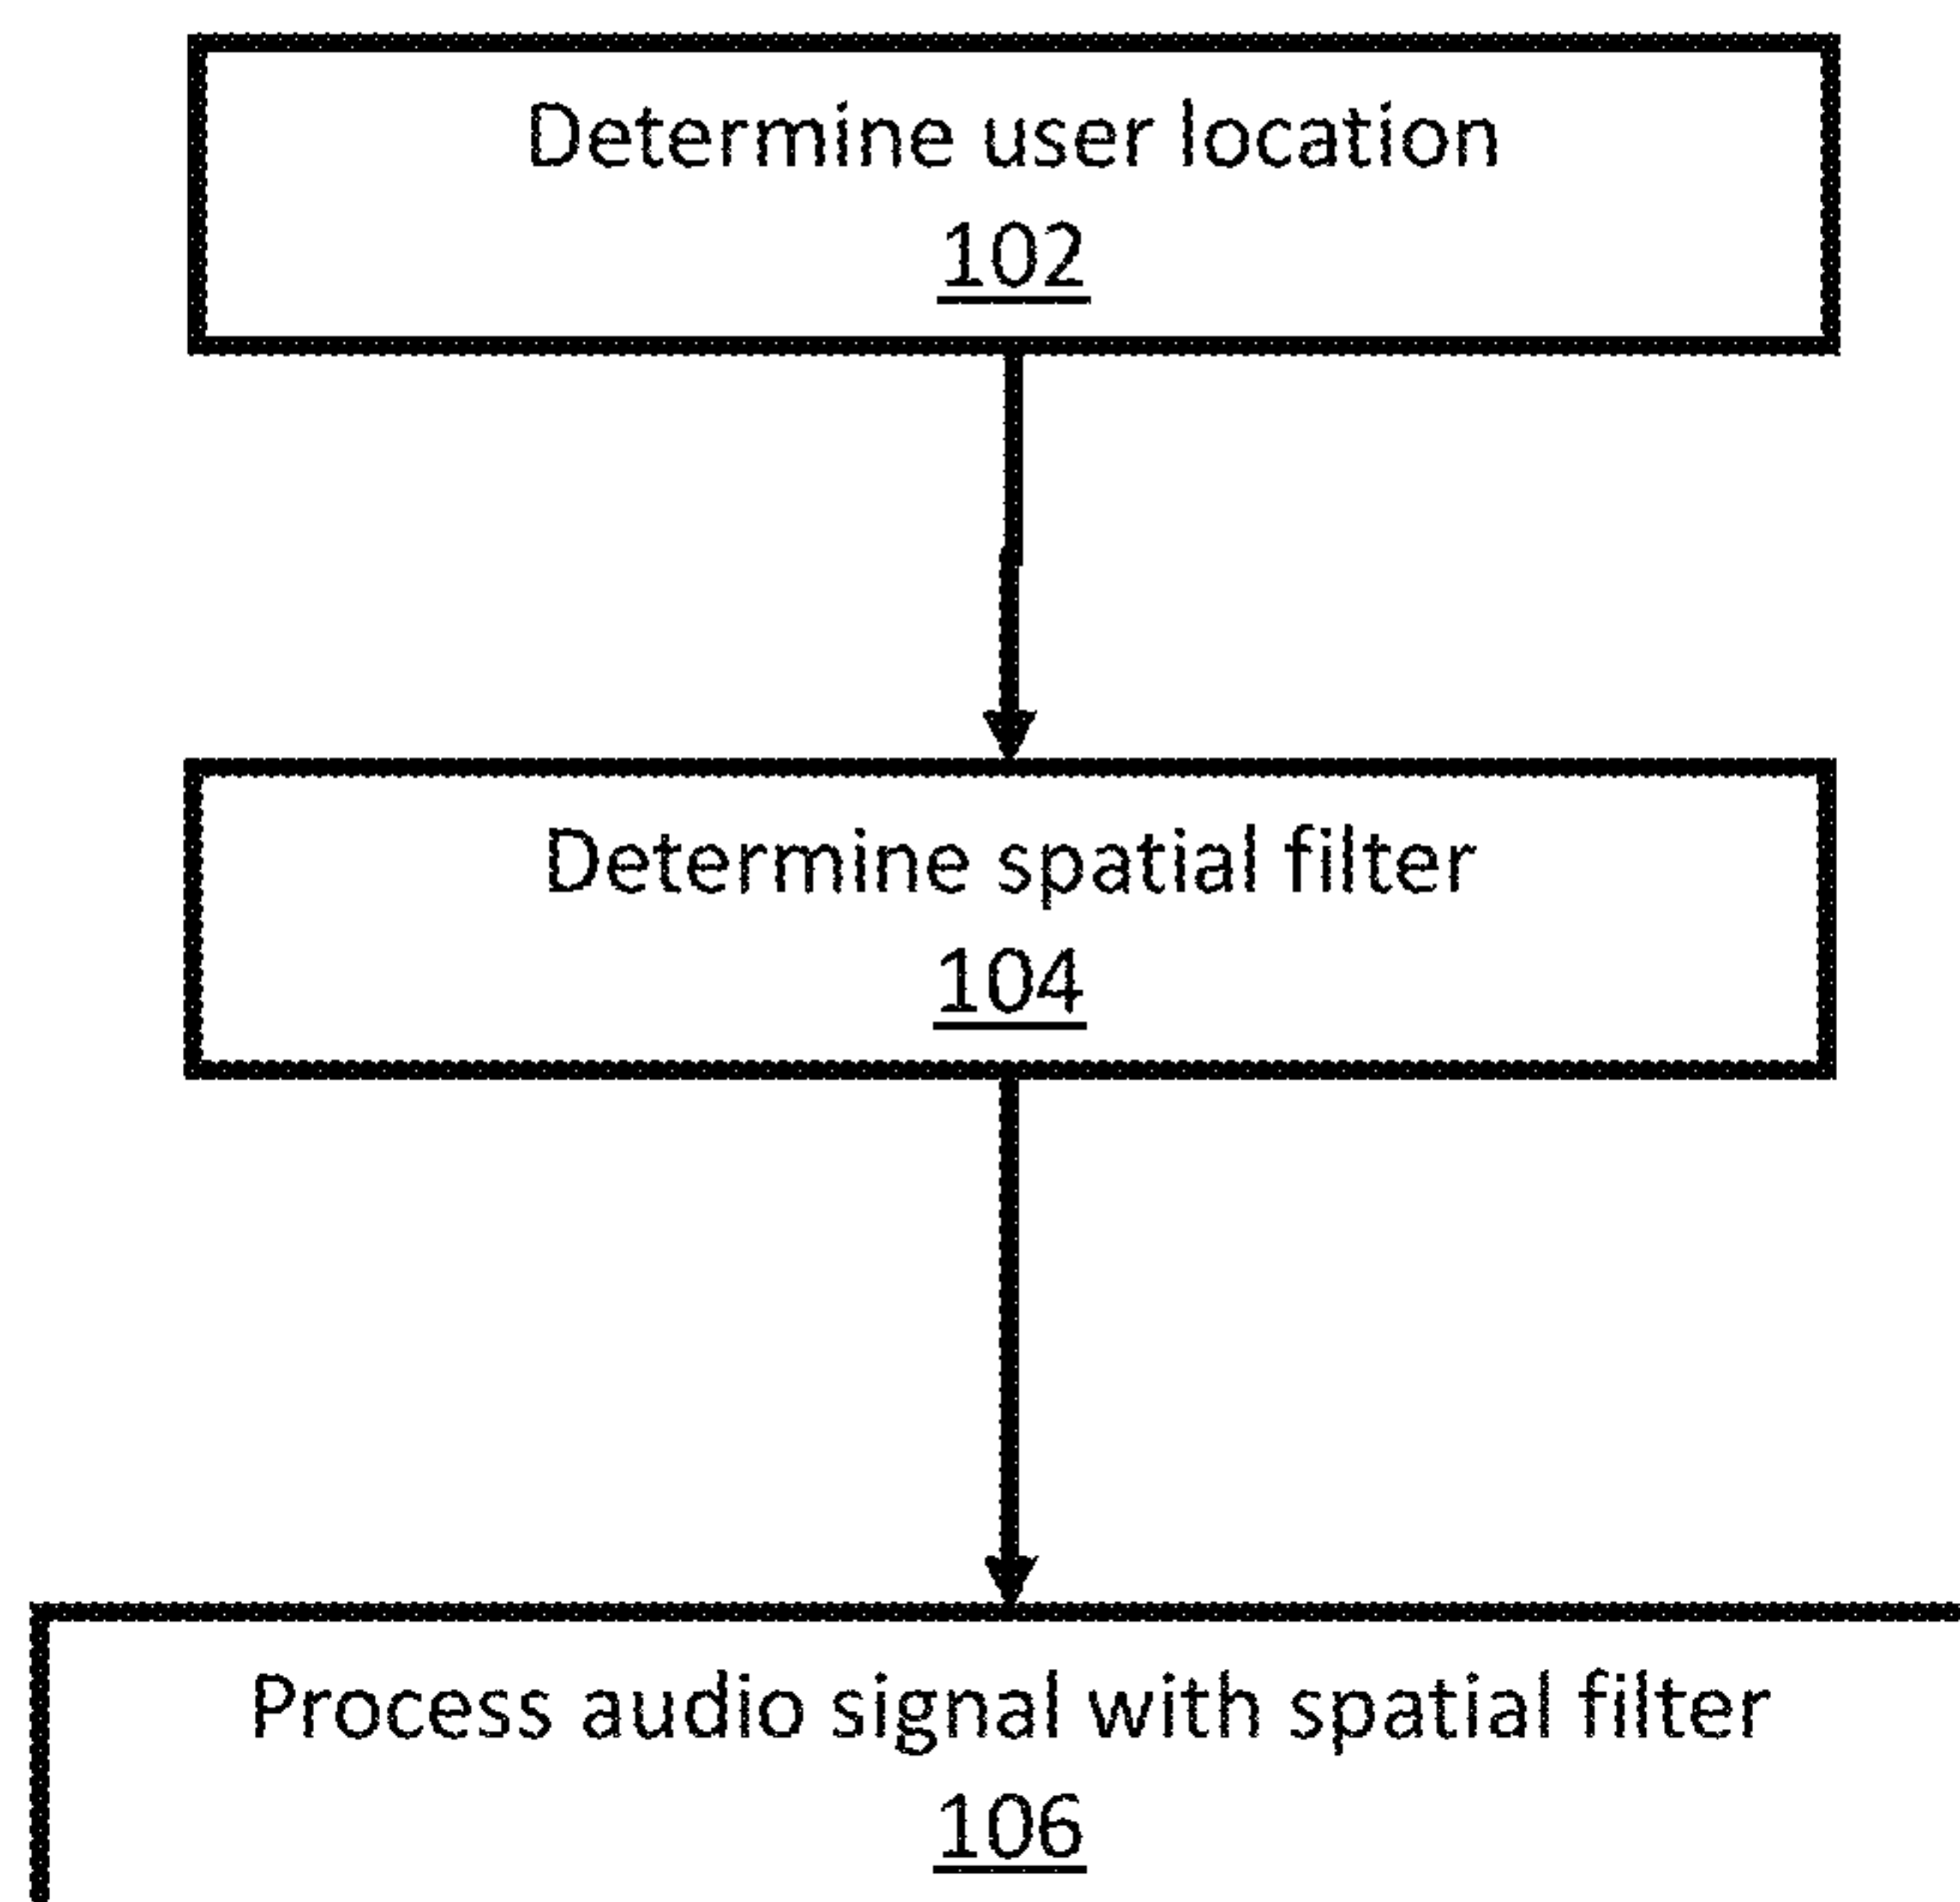 Determine user location
102
Determine spatial filter
104
Process audio signal with spatial filter
106